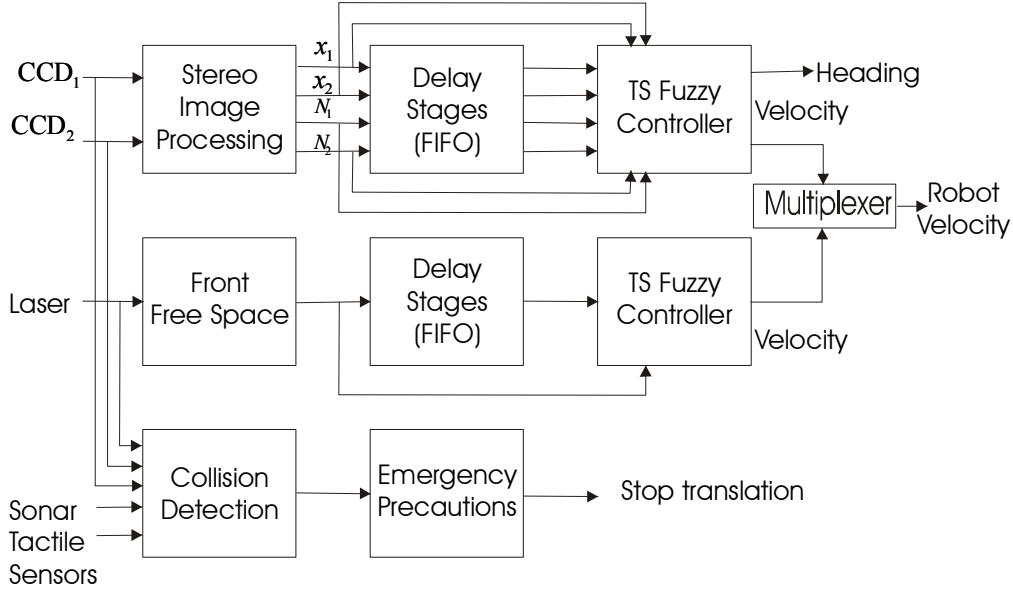 CCD1
CCD2
Stereo
Image
Processing
x1
x2
N1
N2
Delay
Stages
(FIFO)
TS Fuzzy
Controller
Heading
Velocity
Multiplexer
Robot
Velocity
Laser
Front
Free Space
Delay
Stages
(FIFO)
TS Fuzzy
Controller
Velocity
Sonar
Tactile
Sensors
Collision
Detection
Emergency
Precautions
Stop translation